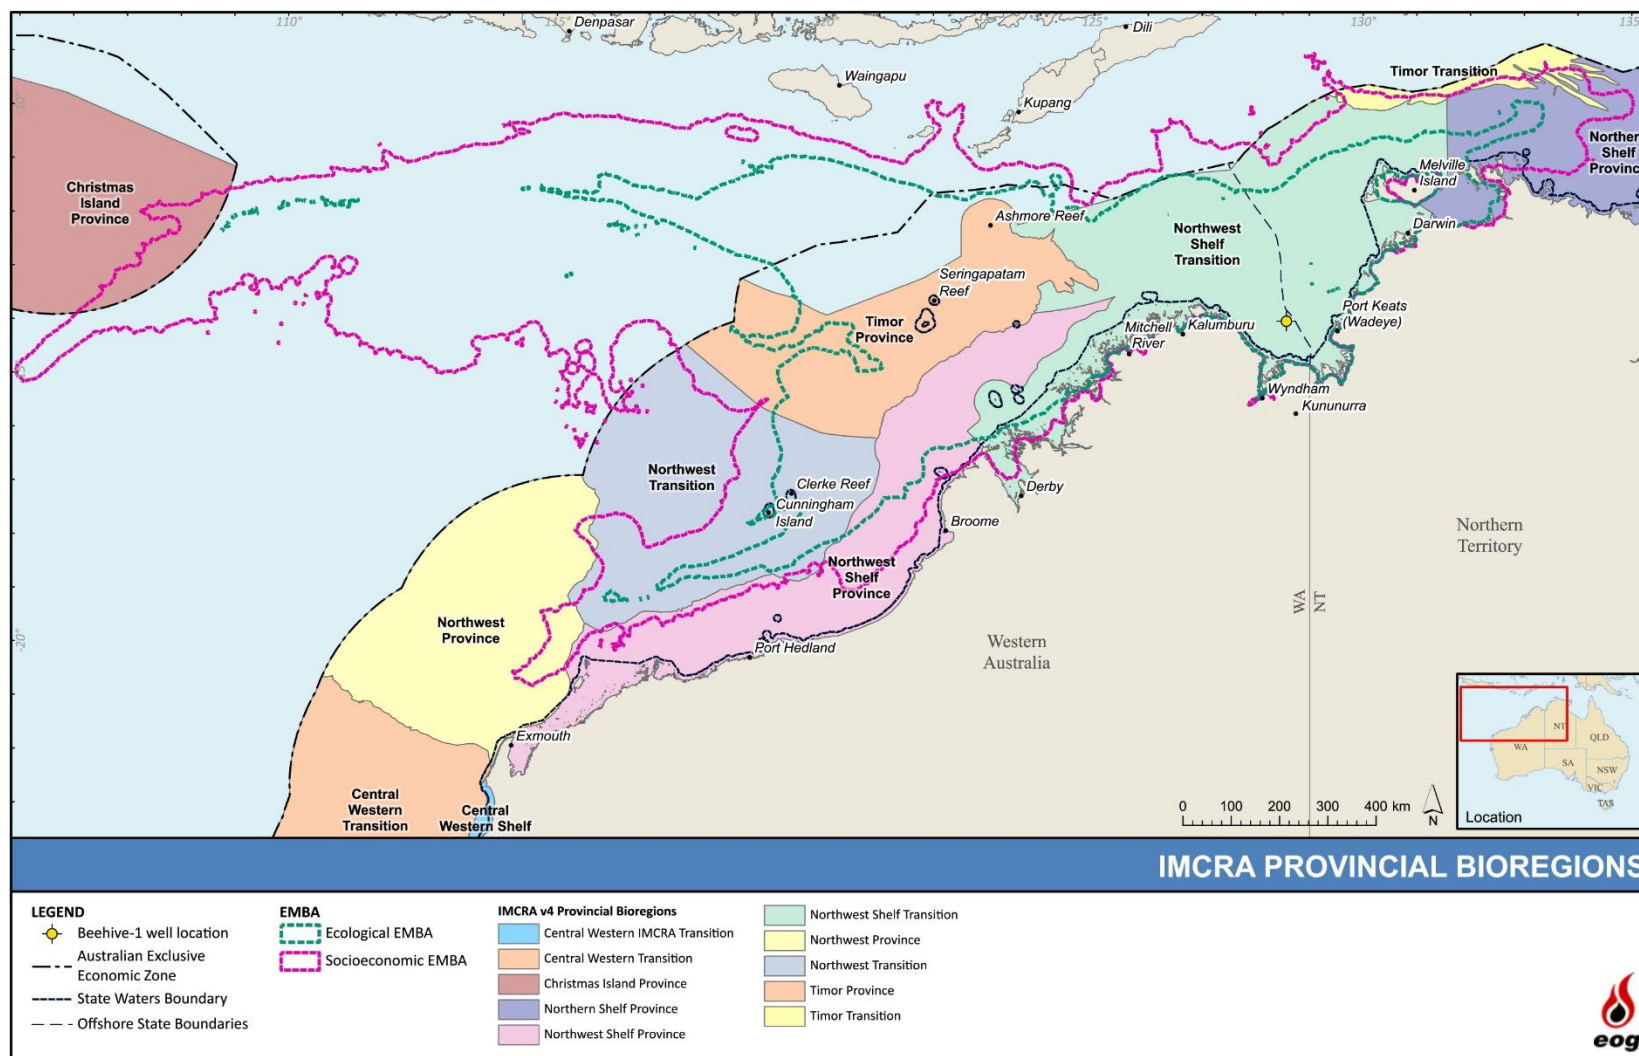 110°
115°
120°
125°
130°
135
-10°
-20°
Denpasar
Dili
Waingapu
Kupang
Timor Transition
Northern
Shelf
Province
Melville
Island
Christmas
Island
Province
Ashmore Reef
Darwin
Northwest
Shelf
Transition
Seringapatam
Reef
Port Keats
(Wadeye)
Timor
Province
Mitchell
River
Kalumburu
Wyndham
Kununurra
Northwest
Transition
Clerke Reef
Cunningham
Island
Derby
Broome
Northern
Territory
Northwest
Shelf
Province
WA
NT
Northwest
Province
Port Hedland
Western
Australia
Exmouth
Central
Western
Transition
Central
Western Shelf
0 100 200 300 400 km
N
NT
WA
QLD
SA
NSW
VIC
TAS
Location
IMCRA PROVINCIAL BIOREGIONS
LEGEND
Beehive-1 well location
Australian Exclusive
Economic Zone
State Waters Boundary
Offshore State Boundaries
EMBA
Ecological EMBA
Socioeconomic EMBA
IMCRA v4 Provincial Bioregions
Central Western IMCRA Transition
Central Western Transition
Christmas Island Province
Northern Shelf Province
Northwest Shelf Province
Northwest Shelf Transition
Northwest Province
Northwest Transition
Timor Province
Timor Transition
eog